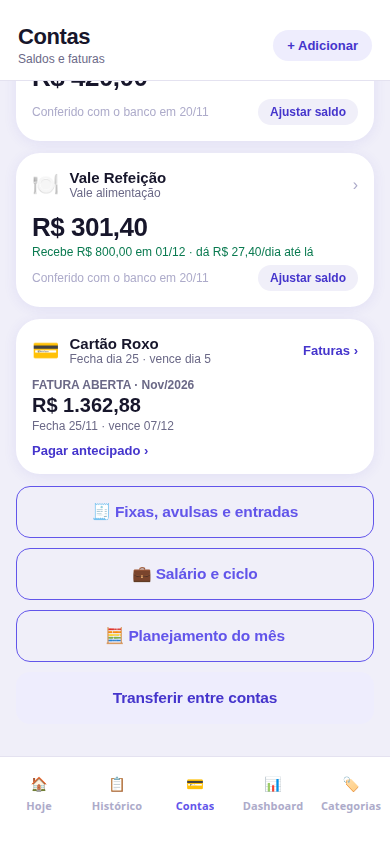 Contas
Saldos e faturas
+ Adicionar
R$ 420,00
Conferido com o banco em 20/11
Ajustar saldo
Vale Refeição
Vale alimentação
›
R$ 301,40
Recebe R$ 800,00 em 01/12 · dá R$ 27,40/dia até lá
Conferido com o banco em 20/11
Ajustar saldo
Cartão Roxo
Fecha dia 25 · vence dia 5
Faturas ›
FATURA ABERTA · Nov/2026
R$ 1.362,88
Fecha 25/11 · vence 07/12
Pagar antecipado ›
Fixas, avulsas e entradas
Salário e ciclo
Planejamento do mês
Transferir entre contas
Hoje
Histórico
Contas
Dashboard
Categorias